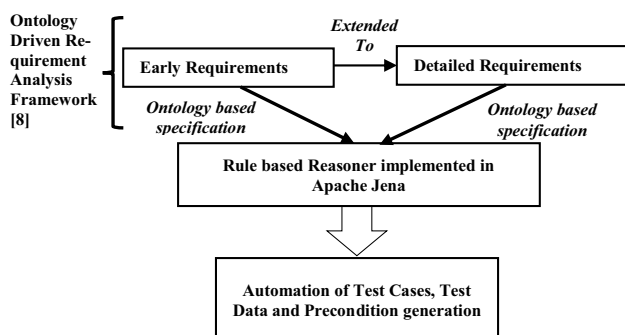 Ontology
Driven Re-
quirement
Analysis
Framework
[8]
Extended
To
Early Requirements
Detailed Requirements
Ontology based
specification
Ontology based
specification
Rule based Reasoner implemented in
Apache Jena
Automation of Test Cases, Test
Data and Precondition generation